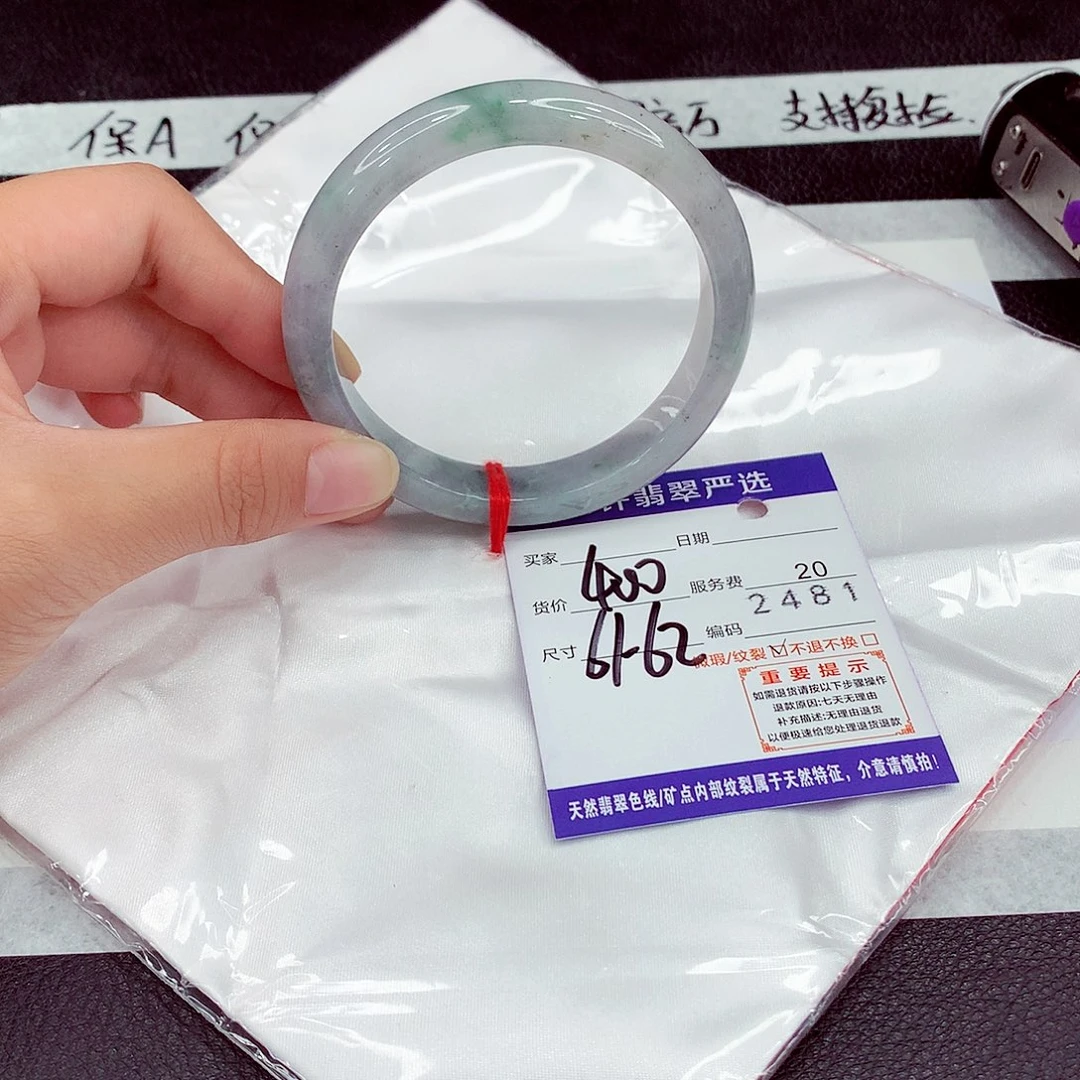 保A
支持复检
翡翠严选
买家 日期
货价 400 服务费 20
尺寸 61-62 编码 2481
微瑕/纹裂 ☑ 不退不换 □
重要提示
如需退货请按以下步骤操作
退款原因:七天无理由
补充描述:无理由退货
以便极速给您处理退货退款
天然翡翠色线/矿点内部纹裂属于天然特征，介意请慎拍！